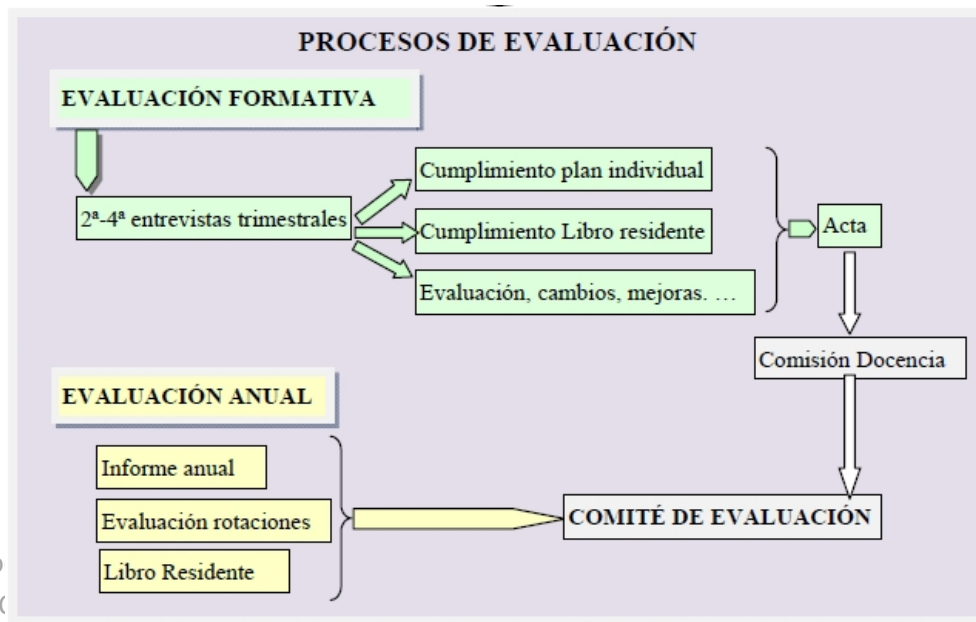 PROCESOS DE EVALUACIÓN
EVALUACIÓN FORMATIVA
2ª-4ª entrevistas trimestrales
Cumplimiento plan individual
Cumplimiento Libro residente
Evaluación, cambios, mejoras. …
Acta
Comisión Docencia
EVALUACIÓN ANUAL
Informe anual
Evaluación rotaciones
Libro Residente
COMITÉ DE EVALUACIÓN